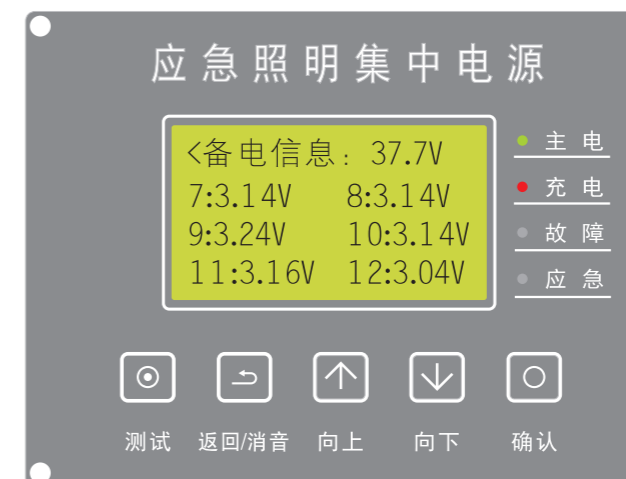 应急照明集中电源
<备电信息: 37.7V
7:3.14V 8:3.14V
9:3.24V 10:3.14V
11:3.16V 12:3.04V
主电
充电
故障
应急
测试 返回/消音 向上 向下 确认